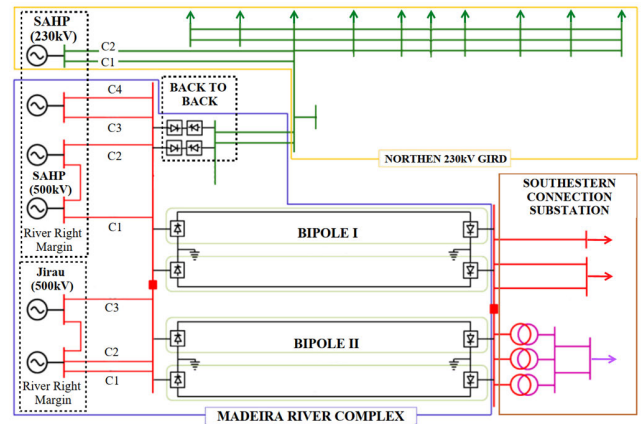 SAHP
(230kV)
C2
C1
C4
C3
C2
SAHP
(500kV)
River Right
Margin
C1
BACK TO
BACK
NORTHEN 230kV GIRD
BIPOLE I
SOUTHESTERN
CONNECTION
SUBSTATION
Jirau
(500kV)
C3
C2
C1
River Right
Margin
BIPOLE II
MADEIRA RIVER COMPLEX